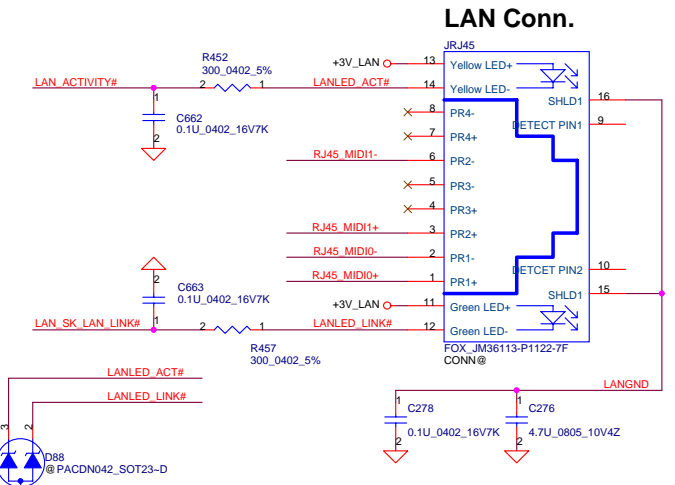 LAN Conn.
JRJ45
R452
300_0402_5%
+3V_LAN
13
Yellow LED+
LAN_ACTIVITY#
2
1
LANLED_ACT#
14
Yellow LED-
SHLD1
16
1
C662
0.1U_0402_16V7K
2
8
PR4-
DETECT PIN1
9
7
PR4+
RJ45_MIDI1-
6
PR2-
5
PR3-
4
PR3+
RJ45_MIDI1+
3
PR2+
RJ45_MIDI0-
2
PR1-
DETCET PIN2
10
RJ45_MIDI0+
1
PR1+
2
C663
0.1U_0402_16V7K
1
SHLD1
15
+3V_LAN
11
Green LED+
LAN_SK_LAN_LINK#
2
1
LANLED_LINK#
12
Green LED-
R457
300_0402_5%
FOX_JM36113-P1122-7F
CONN@
LANLED_ACT#
LANLED_LINK#
LANGND
1
C278
0.1U_0402_16V7K
2
1
C276
4.7U_0805_10V4Z
2
3
2
D88
@ PACDN042_SOT23~D